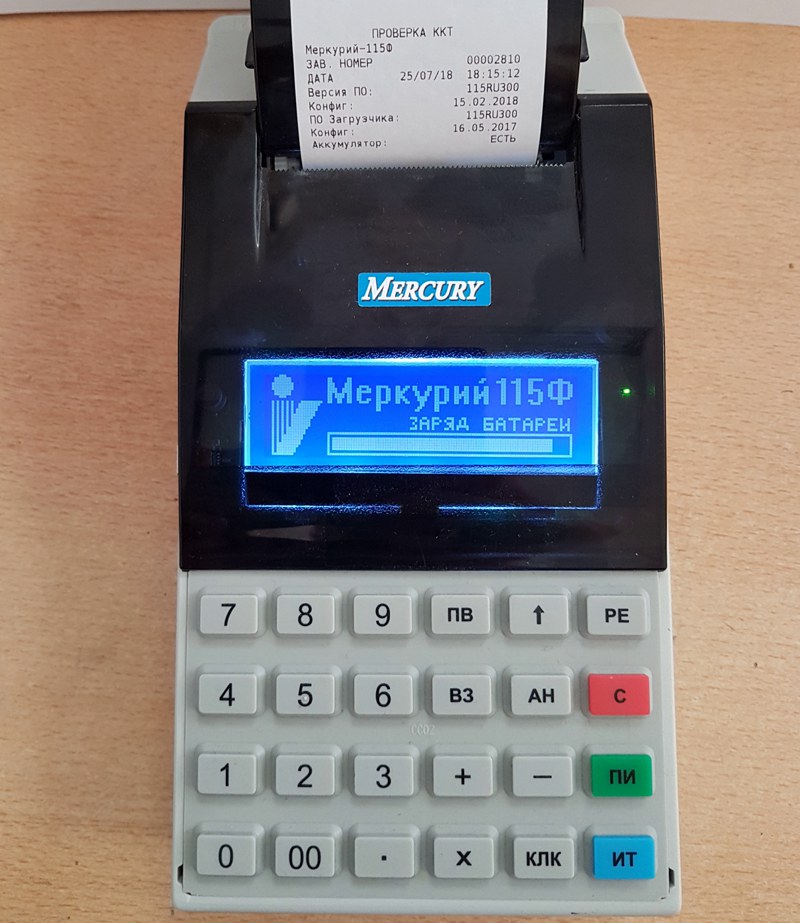 ПРОВЕРКА ККТ
Меркурий-115Ф
ЗАВ. НОМЕР 00002810
ДАТА 25/07/18 18:15:12
Версия ПО: 115RU300
Конфиг: 15.02.2018
ПО Загрузчика: 115RU300
Конфиг: 16.05.2017
Аккумулятор: ЕСТЬ
MERCURY
Меркурий 115Ф
ЗАРЯД БАТАРЕИ
7 8 9 ПВ ↑ РЕ
4 5 6 ВЗ АН С
1 2 3 + − ПИ
0 00 · X КЛК ИТ